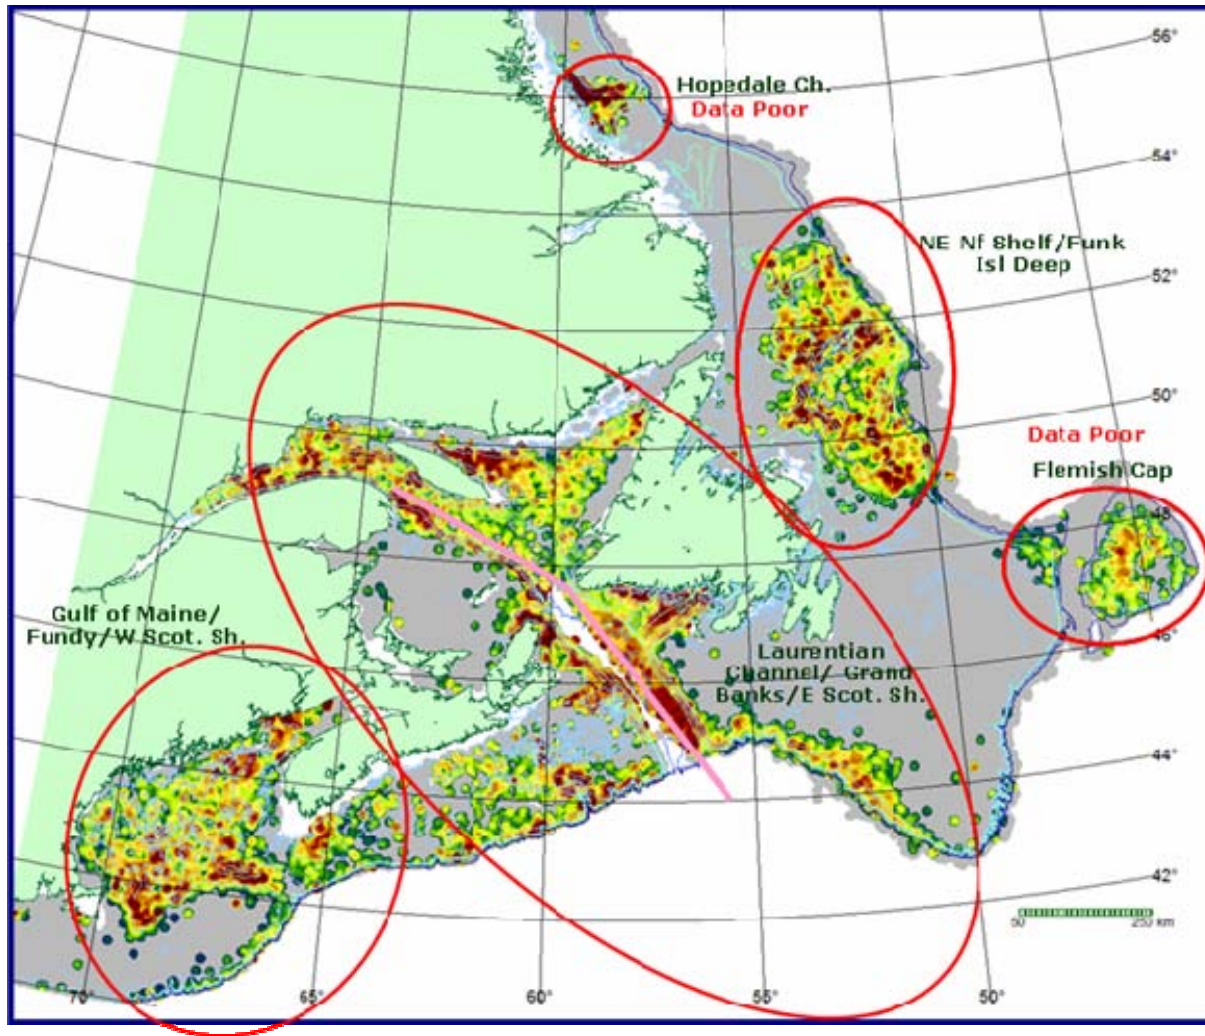 56°
Hopedale Ch.
Data Poor
54°
NE Nf Shelf/Funk
Isl Deep
52°
50°
Data Poor
Flemish Cap
48°
Gulf of Maine/
Fundy/W Scot. Sh.
46°
Laurentian
Channel/ Grand
Banks/E Scot. Sh.
44°
42°
50 250 km
70° 65° 60° 55° 50°